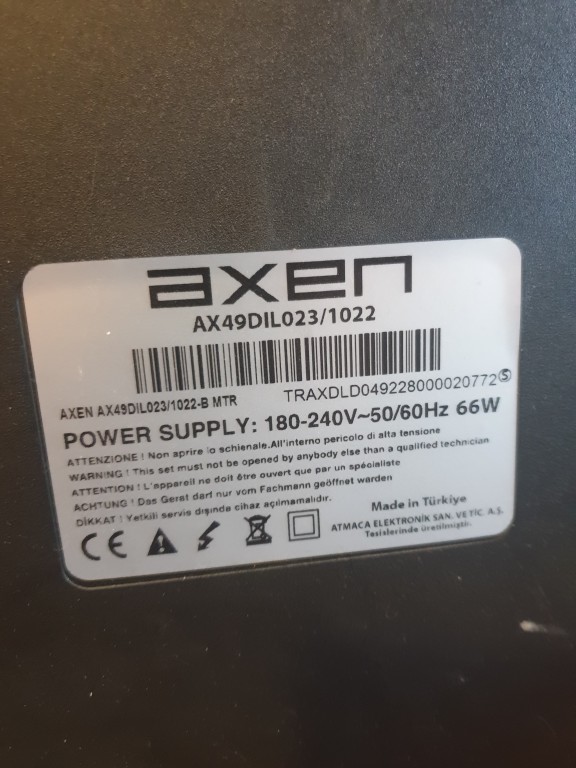 axen
AX49DIL023/1022
AXEN AX49DIL023/1022-B MTR
TRAXDLD049228000020772 S
POWER SUPPLY: 180-240V~50/60Hz 66W
ATTENZIONE ! Non aprire lo schienale.All'interno pericolo di alta tensione
WARNING ! This set must not be opened by anybody else than a qualified technician
ATTENTION ! L'appareil ne doit être ouvert que par un spécialiste
ACHTUNG ! Das Gerät darf nur vom Fachmann geöffnet warden
DİKKAT ! Yetkili servis dışında cihaz açılmamalıdır.
CE
Made in Türkiye
ATMACA ELEKTRONİK SAN. VE TİC. A.Ş.
Tesislerinde üretilmiştir.